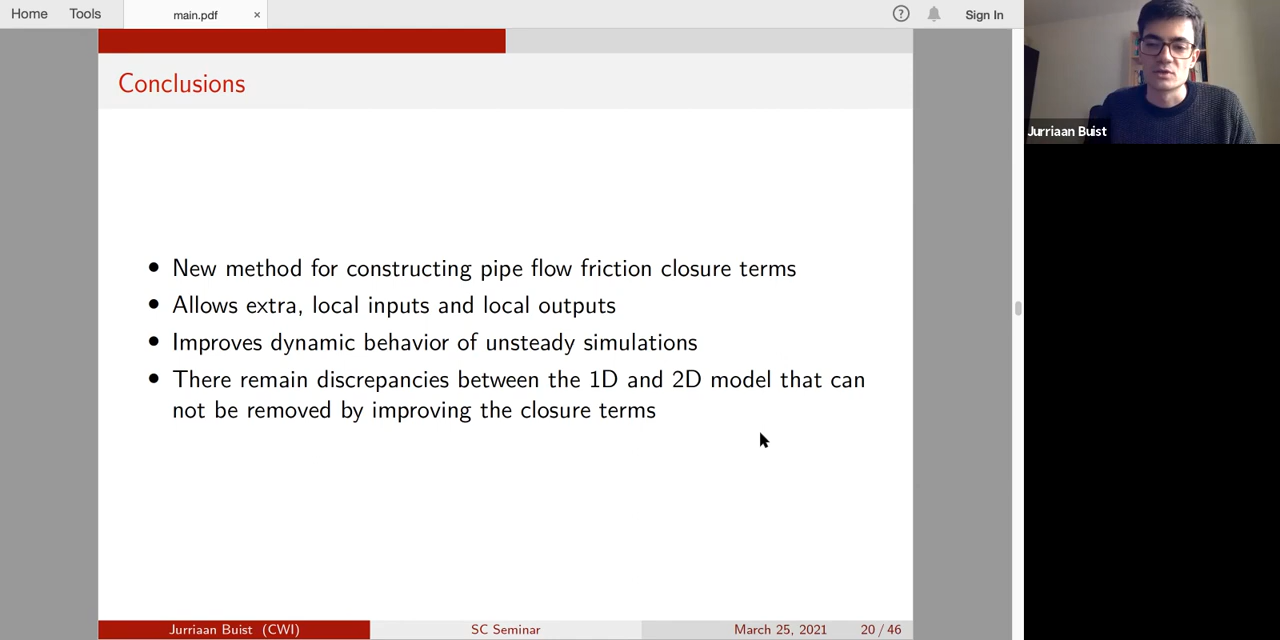 Home Tools main.pdf × ? Sign In
Conclusions
Jurriaan Buist
• New method for constructing pipe flow friction closure terms
• Allows extra, local inputs and local outputs
• Improves dynamic behavior of unsteady simulations
• There remain discrepancies between the 1D and 2D model that can
not be removed by improving the closure terms
Jurriaan Buist (CWI) SC Seminar March 25, 2021 20 / 46